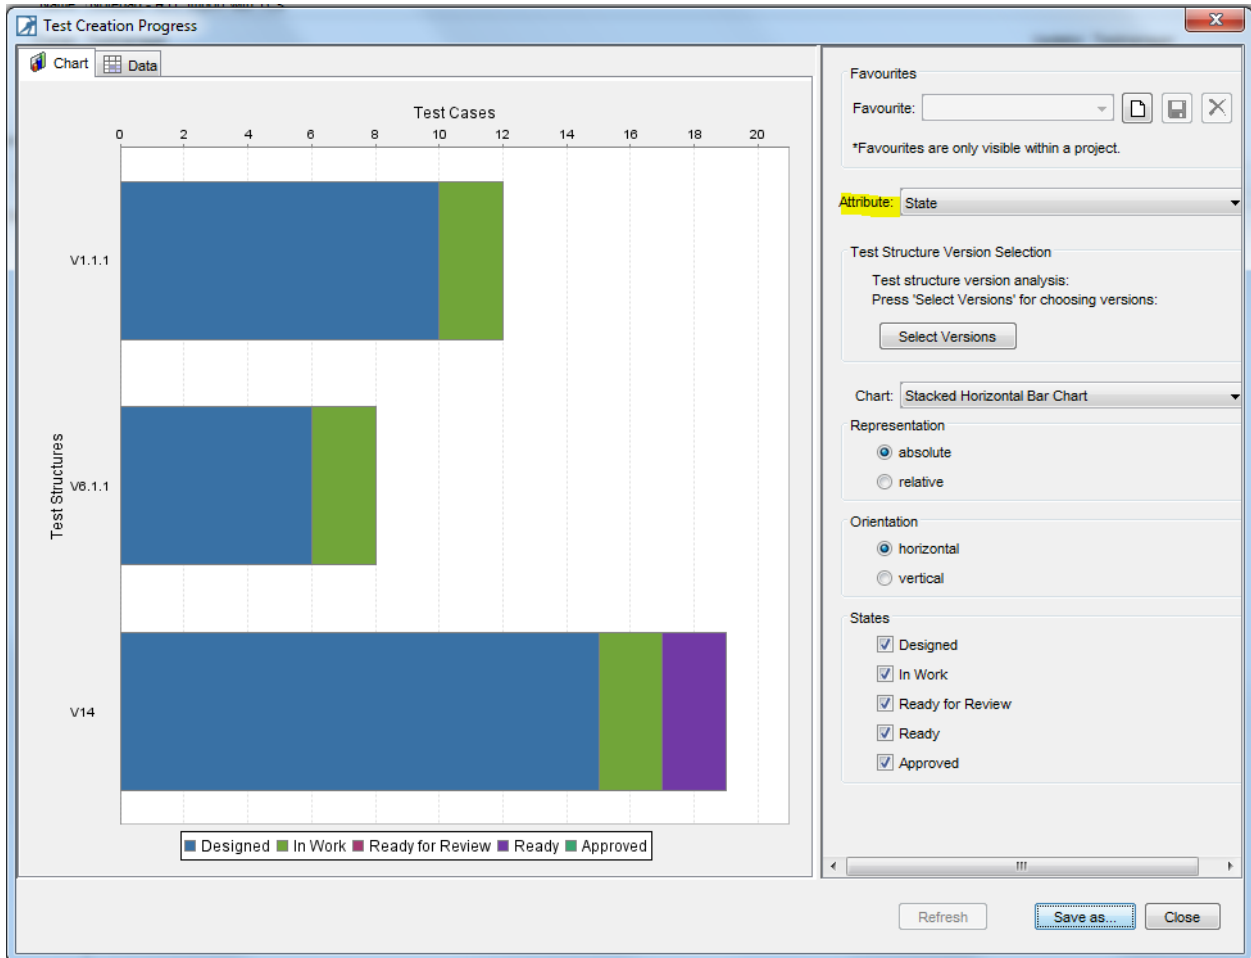 Test Creation Progress
Chart
Data
Test Cases
0 2 4 6 8 10 12 14 16 18 20
V1.1.1
V6.1.1
V14
Test Structures
Designed In Work Ready for Review Ready Approved
Favourites
Favourite:
*Favourites are only visible within a project.
Attribute: State
Test Structure Version Selection
Test structure version analysis:
Press 'Select Versions' for choosing versions:
Select Versions
Chart: Stacked Horizontal Bar Chart
Representation
absolute
relative
Orientation
horizontal
vertical
States
Designed
In Work
Ready for Review
Ready
Approved
Refresh Save as... Close